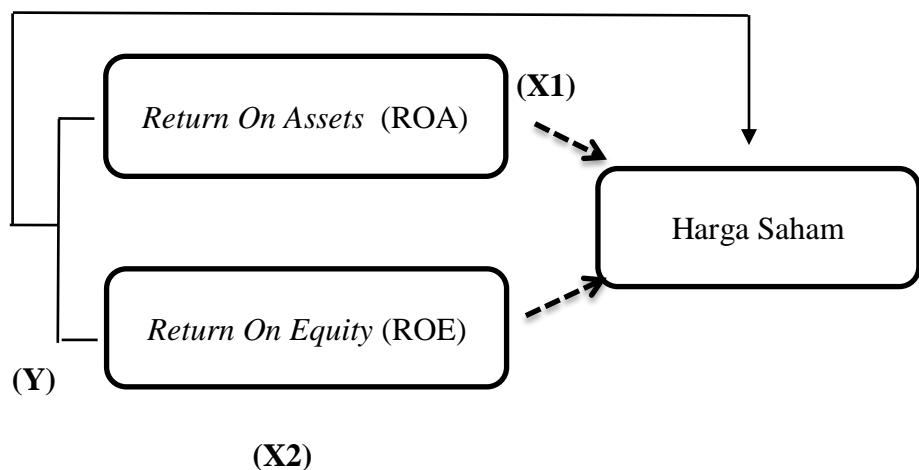 (X1)
Return On Assets (ROA)
Harga Saham
Return On Equity (ROE)
(Y)
(X2)